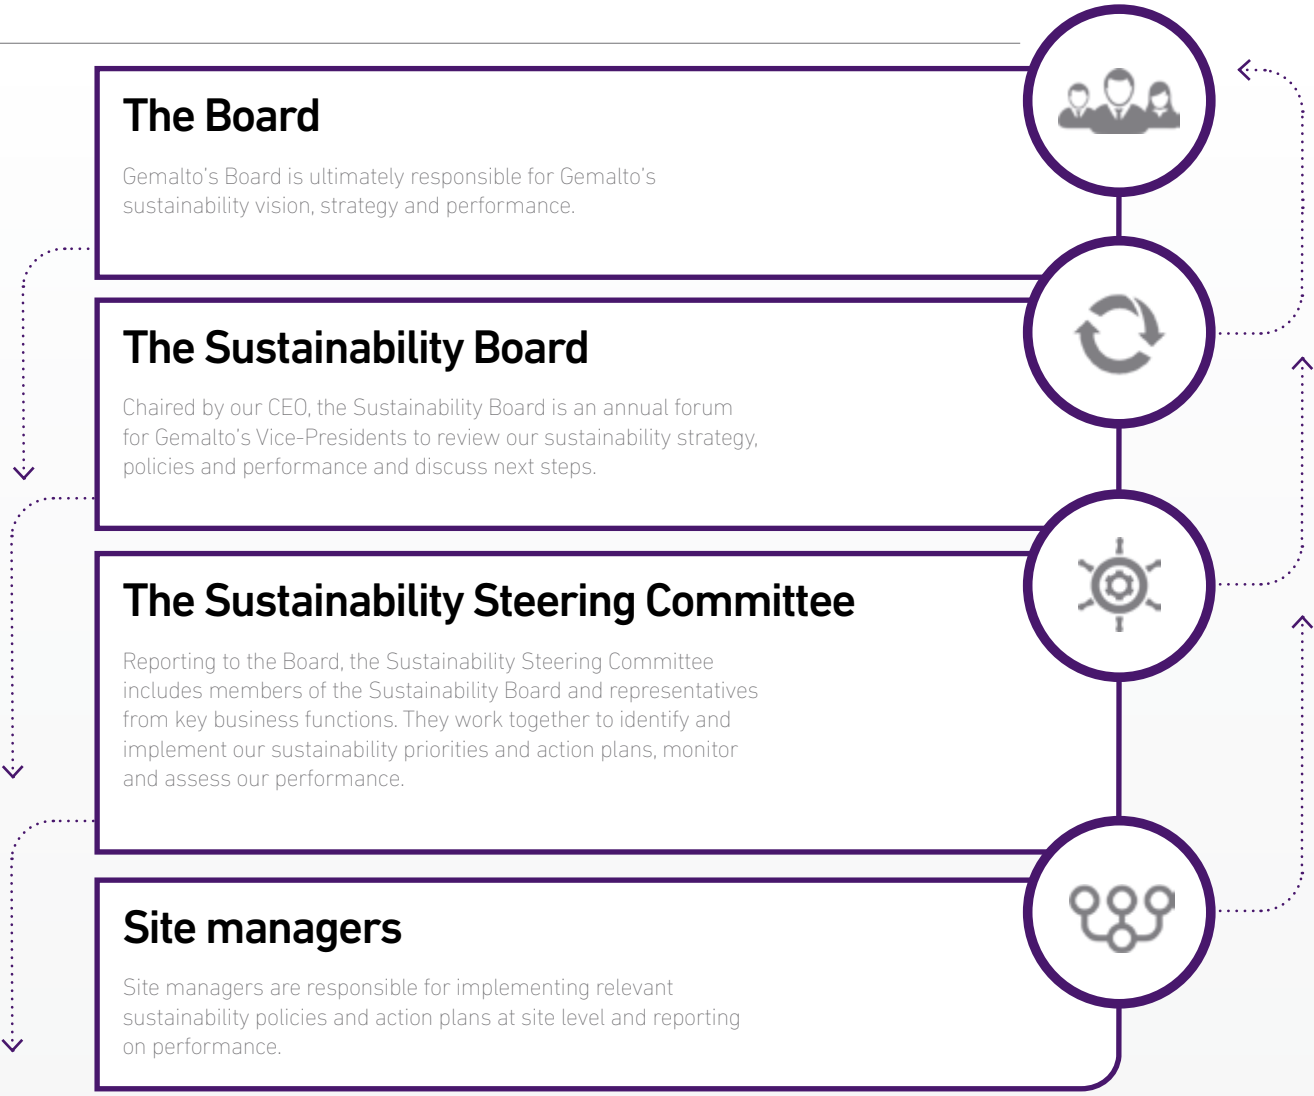 The Board
Gemalto's Board is ultimately responsible for Gemalto's
sustainability vision, strategy and performance.
The Sustainability Board
Chaired by our CEO, the Sustainability Board is an annual forum
for Gemalto's Vice-Presidents to review our sustainability strategy,
policies and performance and discuss next steps.
The Sustainability Steering Committee
Reporting to the Board, the Sustainability Steering Committee
includes members of the Sustainability Board and representatives
from key business functions. They work together to identify and
implement our sustainability priorities and action plans, monitor
and assess our performance.
Site managers
Site managers are responsible for implementing relevant
sustainability policies and action plans at site level and reporting
on performance.